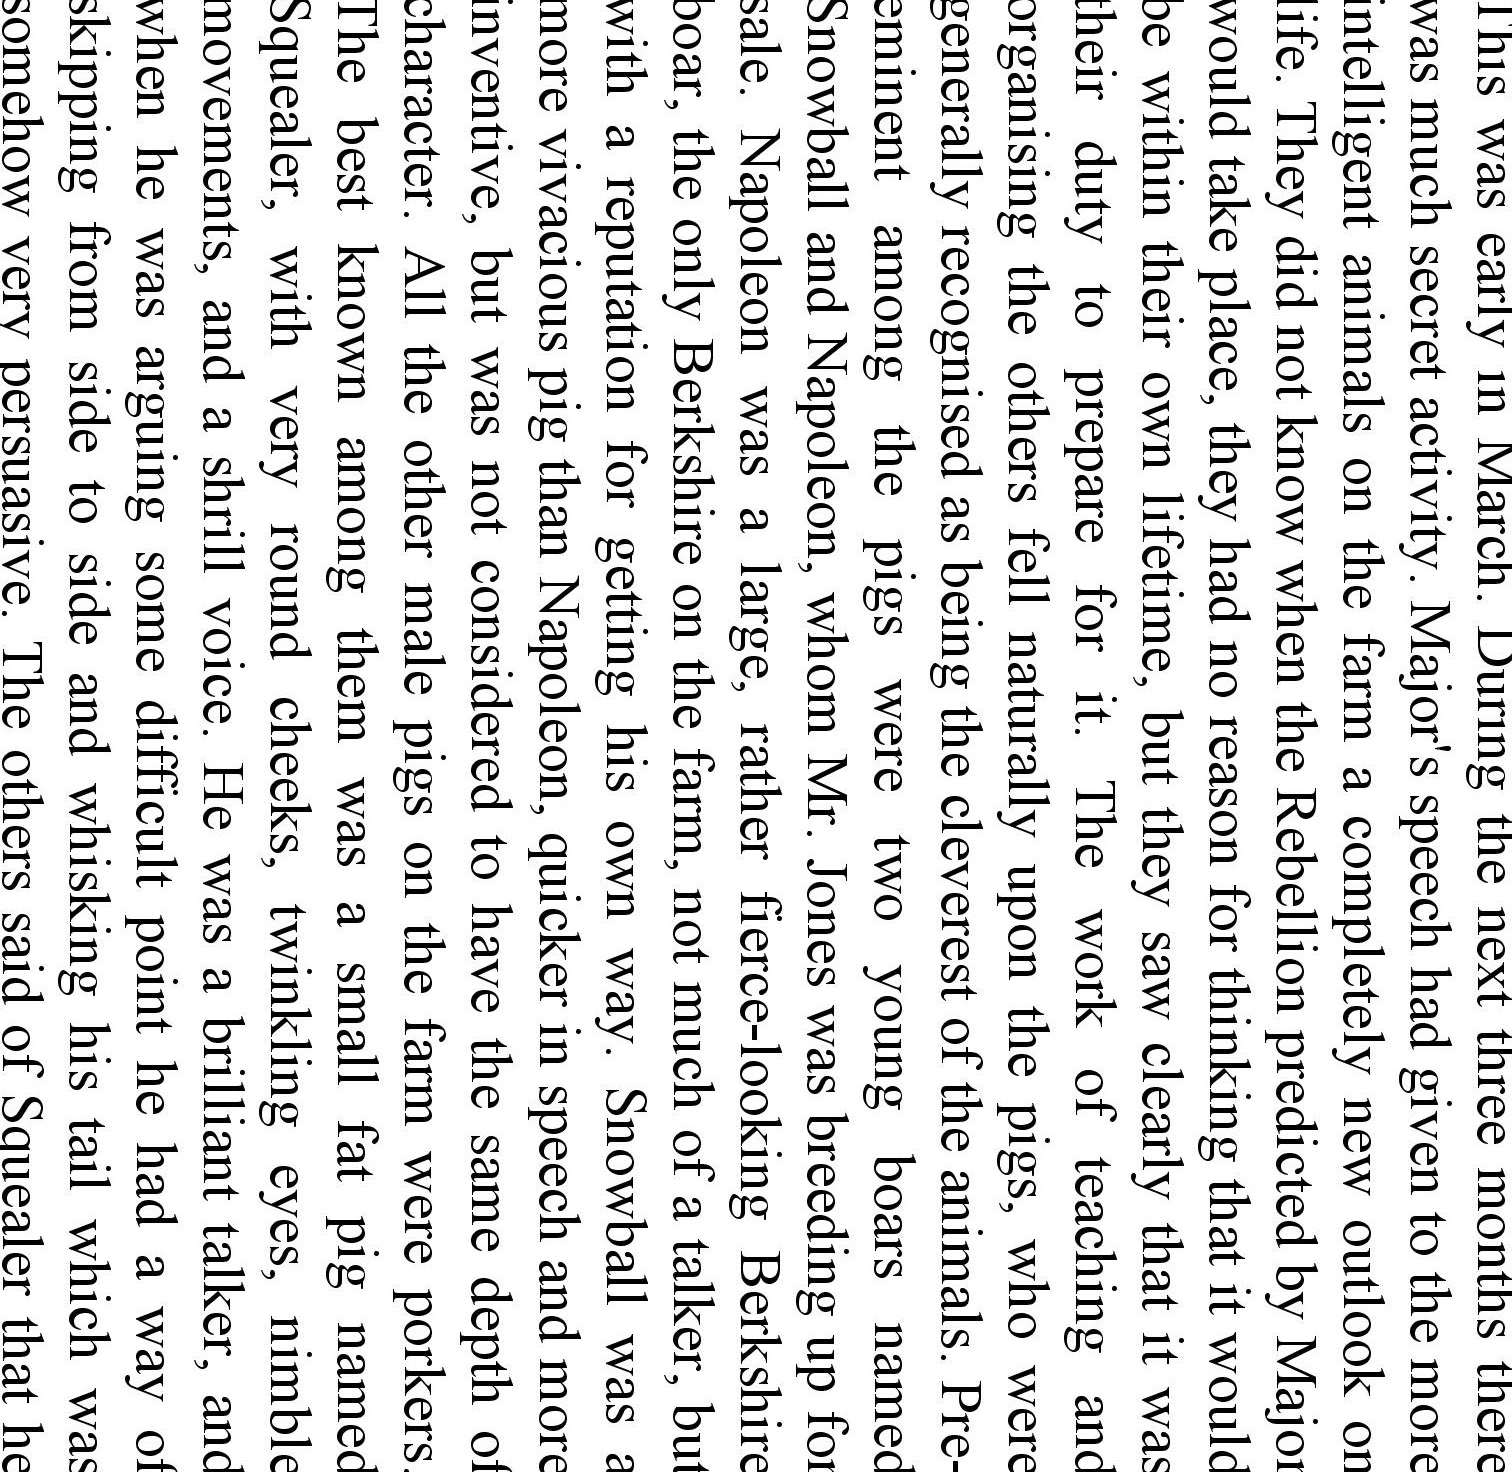 This was early in March. During the next three months there
was much secret activity. Major's speech had given to the more
intelligent animals on the farm a completely new outlook on
life. They did not know when the Rebellion predicted by Major
would take place, they had no reason for thinking that it would
be within their own lifetime, but they saw clearly that it was
their duty to prepare for it. The work of teaching and
organising the others fell naturally upon the pigs, who were
generally recognised as being the cleverest of the animals. Pre-
eminent among the pigs were two young boars named
Snowball and Napoleon, whom Mr. Jones was breeding up for
sale. Napoleon was a large, rather fierce-looking Berkshire
boar, the only Berkshire on the farm, not much of a talker, but
with a reputation for getting his own way. Snowball was a
more vivacious pig than Napoleon, quicker in speech and more
inventive, but was not considered to have the same depth of
character. All the other male pigs on the farm were porkers.
The best known among them was a small fat pig named
Squealer, with very round cheeks, twinkling eyes, nimble
movements, and a shrill voice. He was a brilliant talker, and
when he was arguing some difficult point he had a way of
skipping from side to side and whisking his tail which was
somehow very persuasive. The others said of Squealer that he